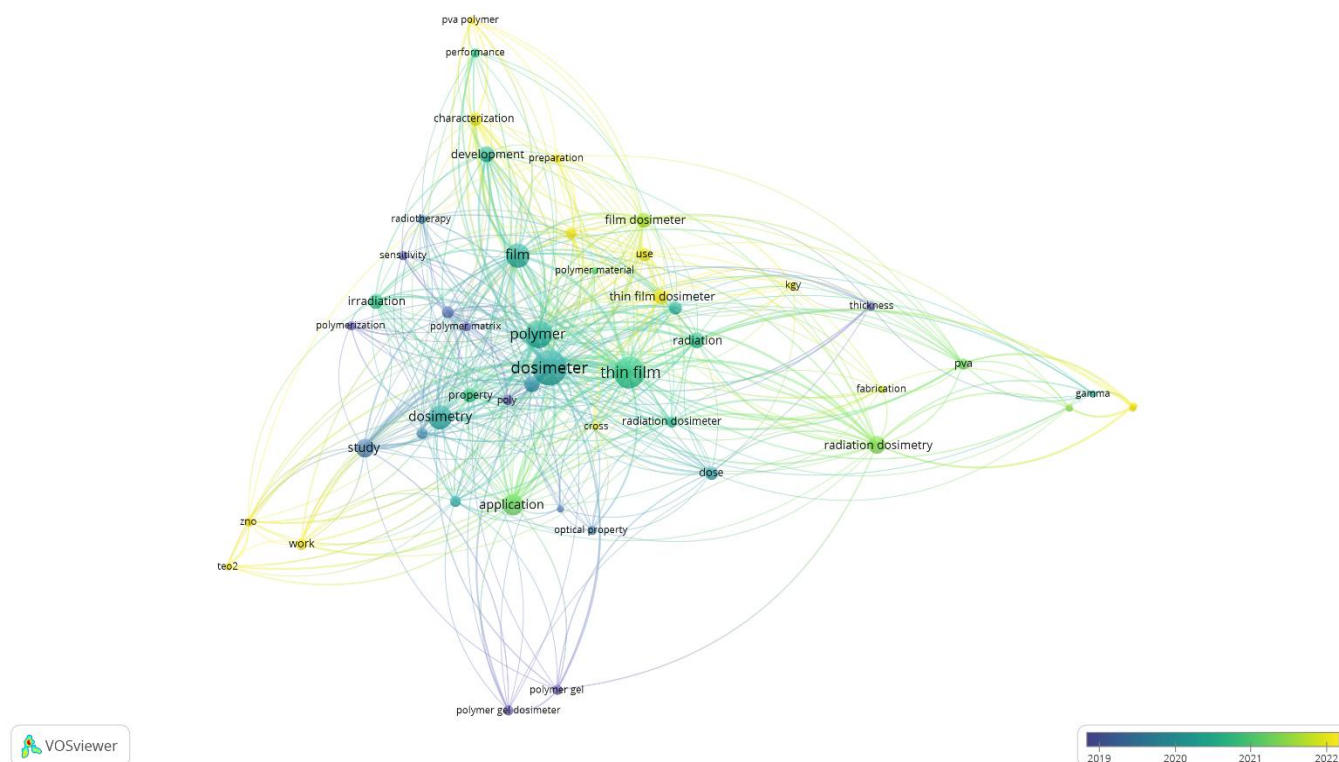 pva polymer
performance
characterization
development
preparation
radiotherapy
film dosimeter
sensitivity
film
use
polymer material
kgy
irradiation
thin film dosimeter
thickness
polymerization
polymer matrix
polymer
radiation
pva
dosimeter
thin film
fabrication
gamma
property
poly
dosimetry
cross
radiation dosimeter
study
radiation dosimetry
dose
application
zno
optical property
work
teo2
polymer gel
polymer gel dosimeter
VOSviewer
2019 2020 2021 2022